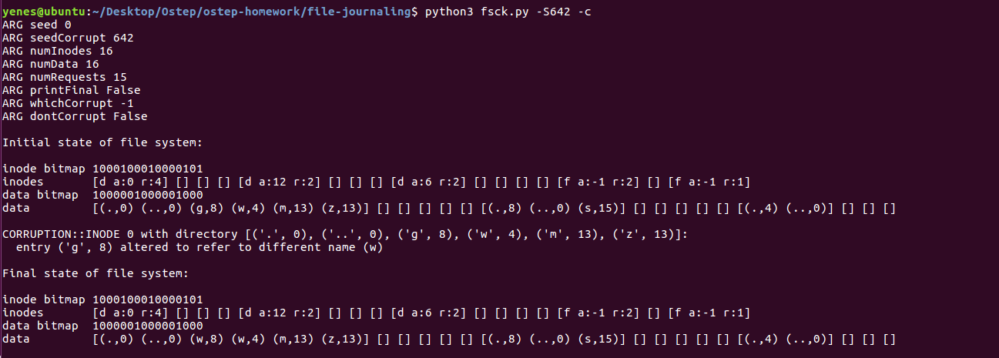 yenes@ubuntu:~/Desktop/Ostep/ostep-homework/file-journaling$ python3 fsck.py -S642 -c
ARG seed 0
ARG seedCorrupt 642
ARG numInodes 16
ARG numData 16
ARG numRequests 15
ARG printFinal False
ARG whichCorrupt -1
ARG dontCorrupt False
Initial state of file system:
inode bitmap 1000100010000101
inodes       [d a:0 r:4] [] [] [] [d a:12 r:2] [] [] [] [d a:6 r:2] [] [] [] [] [f a:-1 r:2] [] [f a:-1 r:1]
data bitmap  1000001000001000
data         [(.,0) (..,0) (g,8) (w,4) (m,13) (z,13)] [] [] [] [] [] [(.,8) (..,0) (s,15)] [] [] [] [] [] [(.,4) (..,0)] [] [] []
CORRUPTION::INODE 0 with directory [('.', 0), ('..', 0), ('g', 8), ('w', 4), ('m', 13), ('z', 13)]:
  entry ('g', 8) altered to refer to different name (w)
Final state of file system:
inode bitmap 1000100010000101
inodes       [d a:0 r:4] [] [] [] [d a:12 r:2] [] [] [] [d a:6 r:2] [] [] [] [] [f a:-1 r:2] [] [f a:-1 r:1]
data bitmap  1000001000001000
data         [(.,0) (..,0) (w,8) (w,4) (m,13) (z,13)] [] [] [] [] [] [(.,8) (..,0) (s,15)] [] [] [] [] [] [(.,4) (..,0)] [] [] []